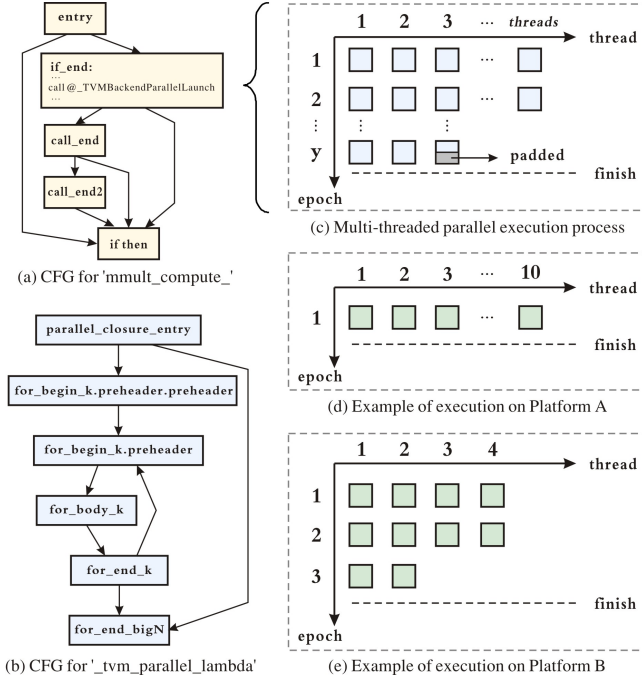 entry
if_end:
...
call@_TVMBackendParallelLaunch
...
call_end
call_end2
if then
(a) CFG for 'mmult_compute_'
parallel_closure_entry
for_begin_k.preheader.preheader
for_begin_k.preheader
for_body_k
for_end_k
for_end_bigN
(b) CFG for '_tvm_parallel_lambda'
1 2 3 ... threads
thread
1 ...
2 ...
⋮ ⋮ ⋮
y
padded
finish
epoch
(c) Multi-threaded parallel execution process
1 2 3 ... 10
thread
1 ...
finish
epoch
(d) Example of execution on Platform A
1 2 3 4
thread
1
2
3
finish
epoch
(e) Example of execution on Platform B